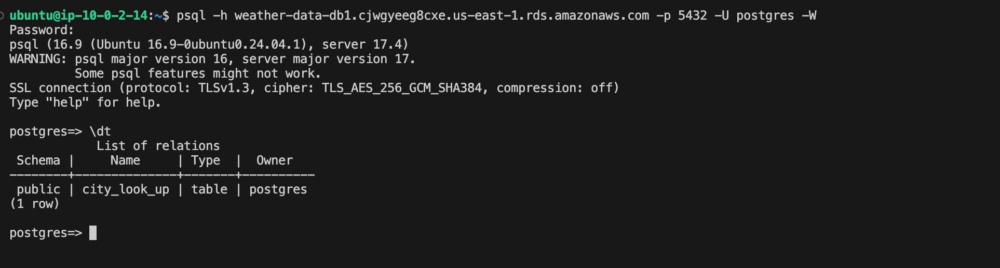 ubuntu@ip-10-0-2-14:~$ psql -h weather-data-db1.cjwgyeeg8cxe.us-east-1.rds.amazonaws.com -p 5432 -U postgres -W
Password:
psql (16.9 (Ubuntu 16.9-0ubuntu0.24.04.1), server 17.4)
WARNING: psql major version 16, server major version 17.
         Some psql features might not work.
SSL connection (protocol: TLSv1.3, cipher: TLS_AES_256_GCM_SHA384, compression: off)
Type "help" for help.

postgres=> \dt
            List of relations
 Schema |     Name     | Type  |  Owner
--------+--------------+-------+----------
 public | city_look_up | table | postgres
(1 row)

postgres=>